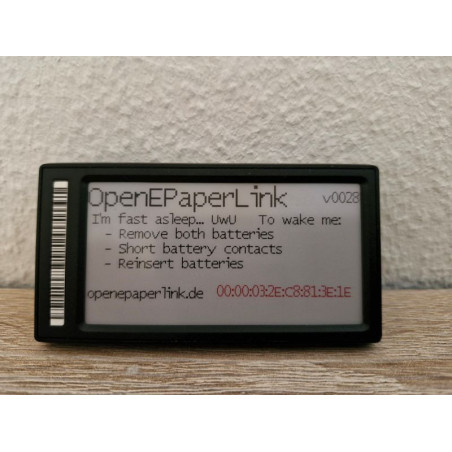 OpenEPaperLink v0028
I'm fast asleep... UwU To wake me:
- Remove both batteries
- Short battery contacts
- Reinsert batteries
openepaperlink.de 00:00:03:2E:C8:81:3E:1E